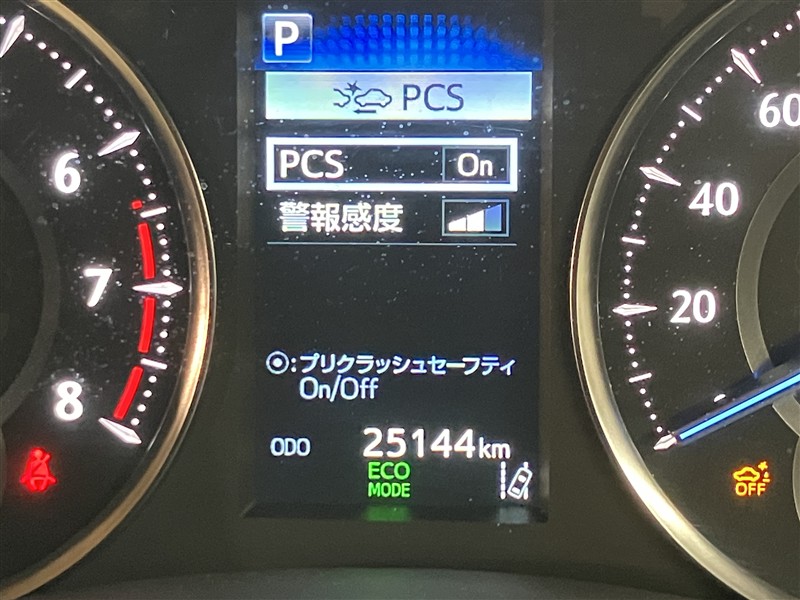 P
PCS
PCS On
警報感度
6
7
8
60
40
20
◎:プリクラッシュセーフティ
On/Off
ODO 25144km
ECO
MODE
OFF